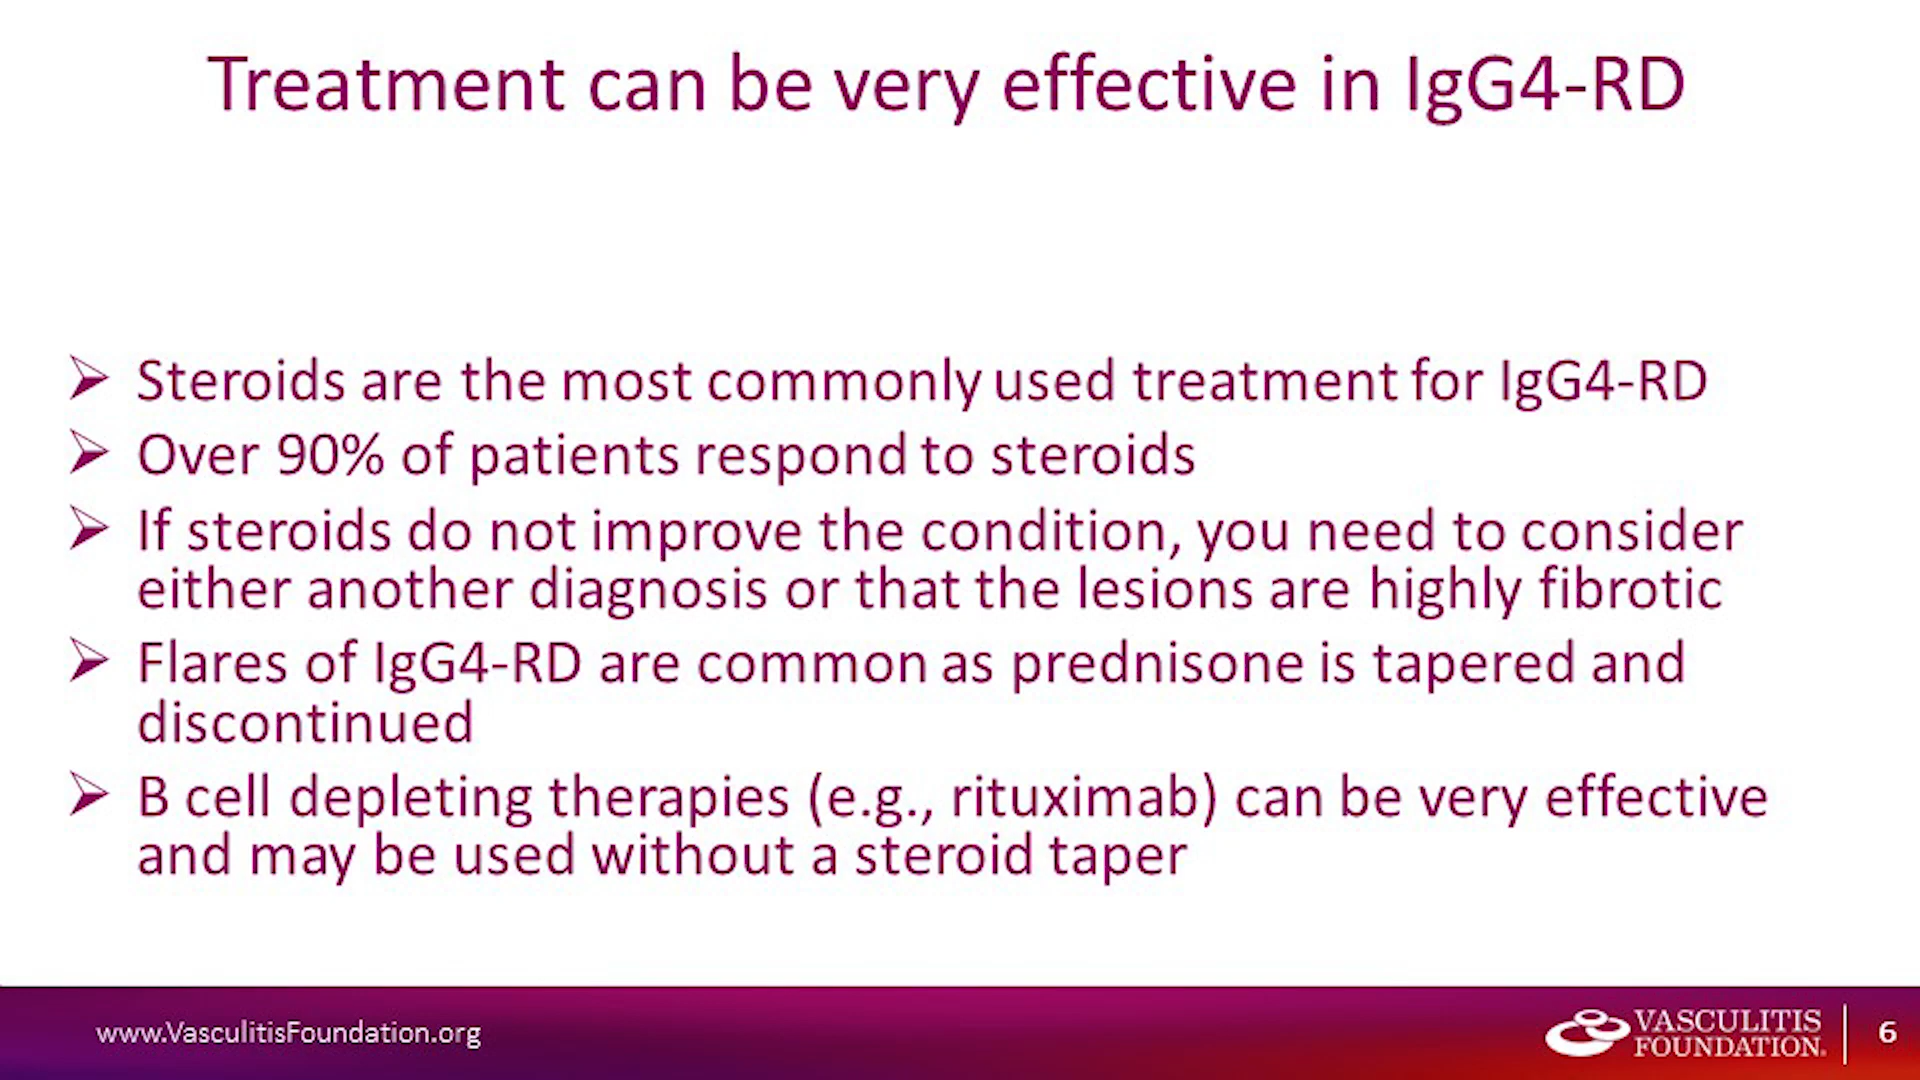 Treatment can be very effective in IgG4-RD
➢ Steroids are the most commonly used treatment for IgG4-RD
➢ Over 90% of patients respond to steroids
➢ If steroids do not improve the condition, you need to consider
either another diagnosis or that the lesions are highly fibrotic
➢ Flares of IgG4-RD are common as prednisone is tapered and
discontinued
➢ B cell depleting therapies (e.g., rituximab) can be very effective
and may be used without a steroid taper
www.VasculitisFoundation.org
VASCULITIS
FOUNDATION.
6